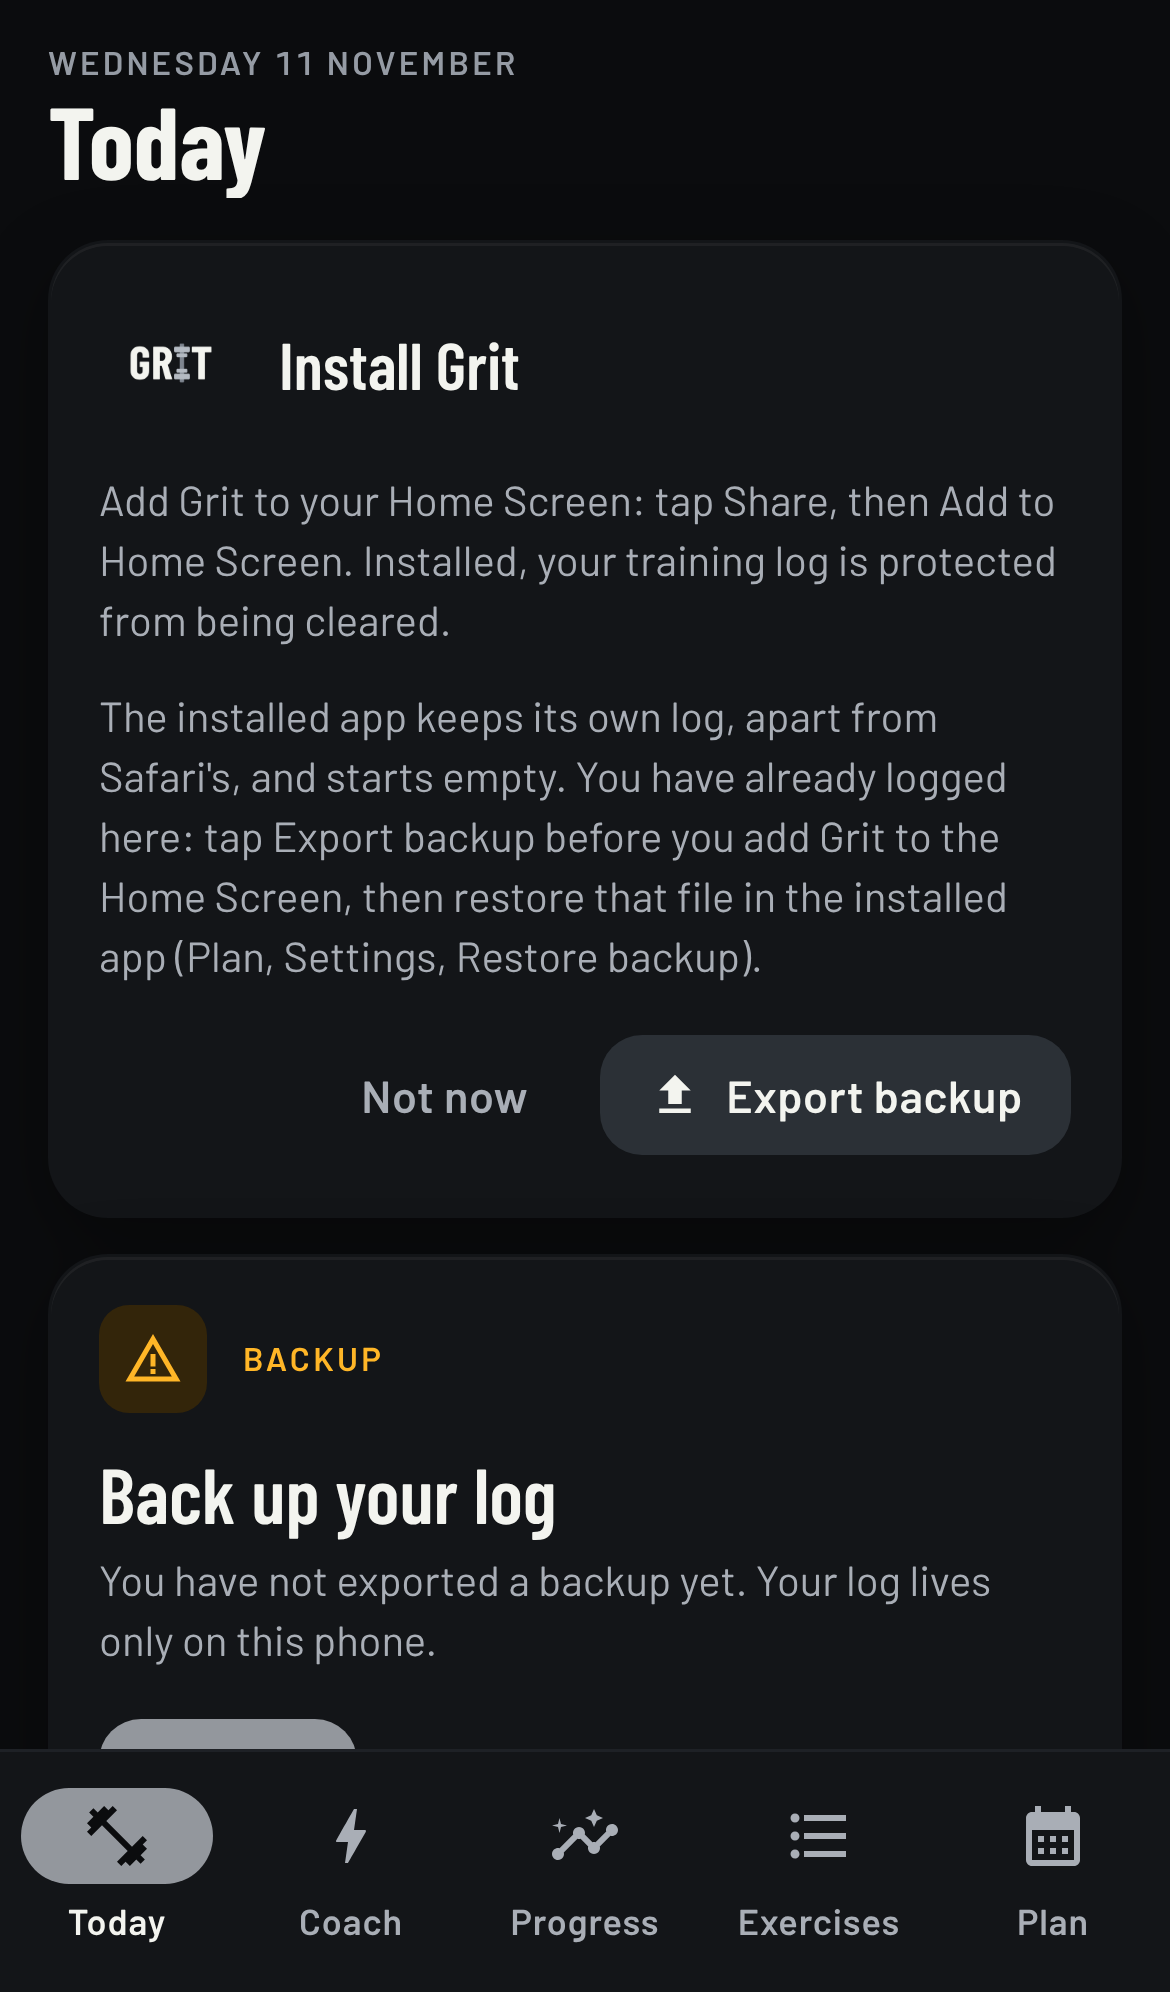 WEDNESDAY 11 NOVEMBER
Today
GRIT
Install Grit
Add Grit to your Home Screen: tap Share, then Add to
Home Screen. Installed, your training log is protected
from being cleared.
The installed app keeps its own log, apart from
Safari's, and starts empty. You have already logged
here: tap Export backup before you add Grit to the
Home Screen, then restore that file in the installed
app (Plan, Settings, Restore backup).
Not now
Export backup
BACKUP
Back up your log
You have not exported a backup yet. Your log lives
only on this phone.
Today
Coach
Progress
Exercises
Plan